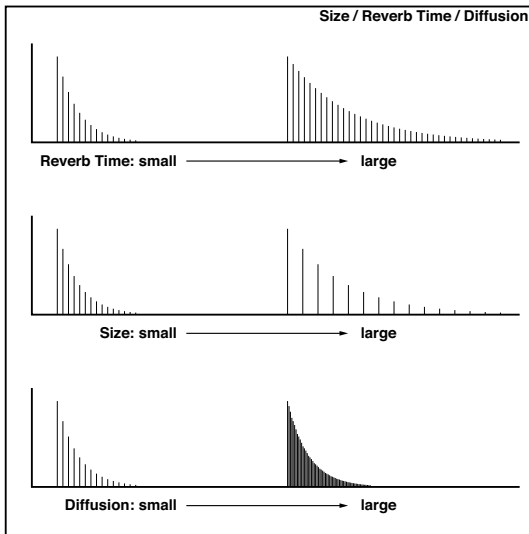 Size / Reverb Time / Diffusion
Reverb Time: small large
Size: small large
Diffusion: small large